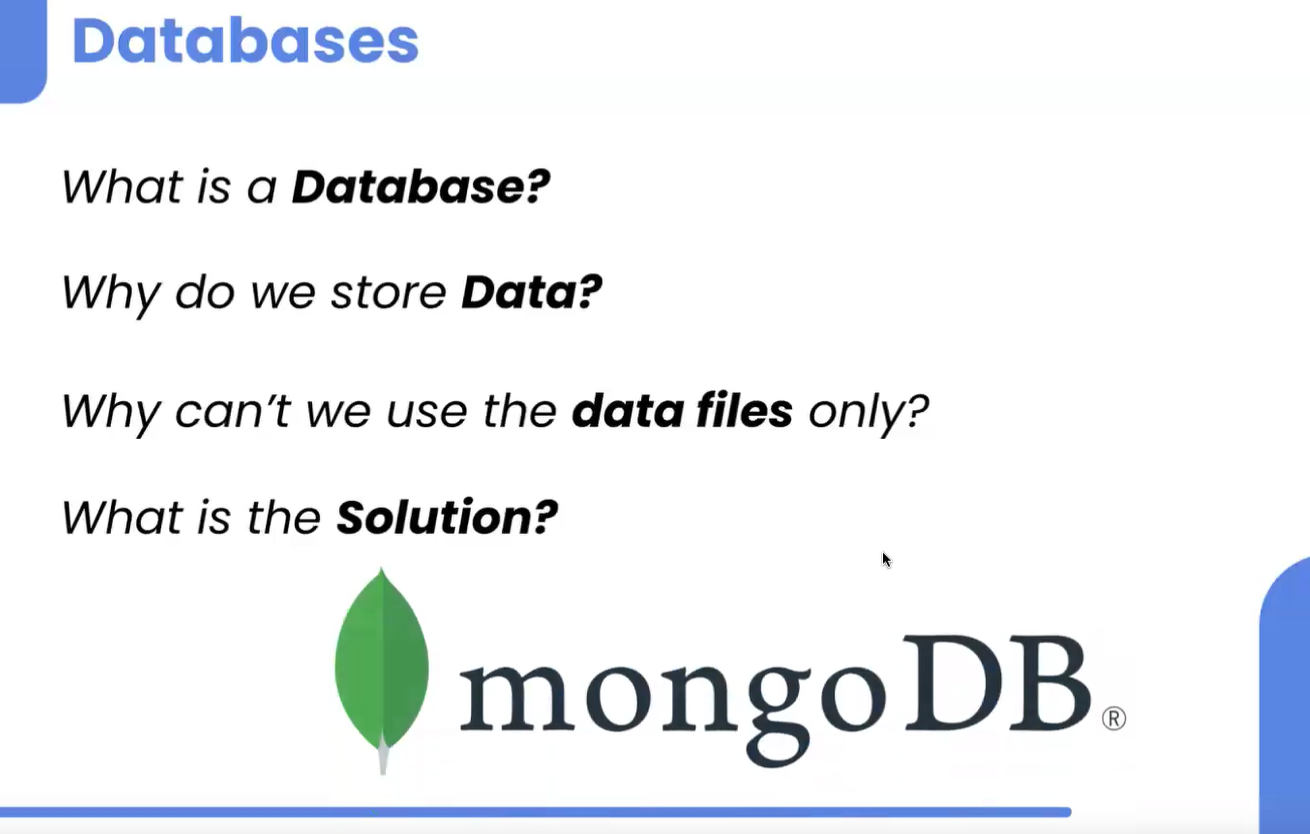 Databases
What is a Database?
Why do we store Data?
Why can’t we use the data files only?
What is the Solution?
mongoDB®